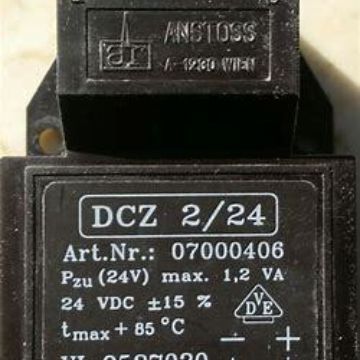 ANSTOSS
A-1230 WIEN
DCZ 2/24
Art.Nr.: 07000406
Pzu (24V) max. 1,2 VA
24 VDC ±15 %
VDE
tmax + 85 °C
- +